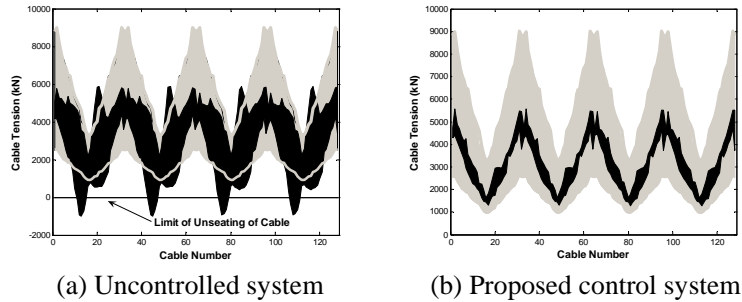 10000
8000
6000
4000
2000
0
-2000
Cable Tension (kN)
Limit of Unseating of Cable
0 20 40 60 80 100 120
Cable Number
(a) Uncontrolled system
10000
9000
8000
7000
6000
5000
4000
3000
2000
1000
0
Cable Tension (kN)
0 20 40 60 80 100 120
Cable Number
(b) Proposed control system